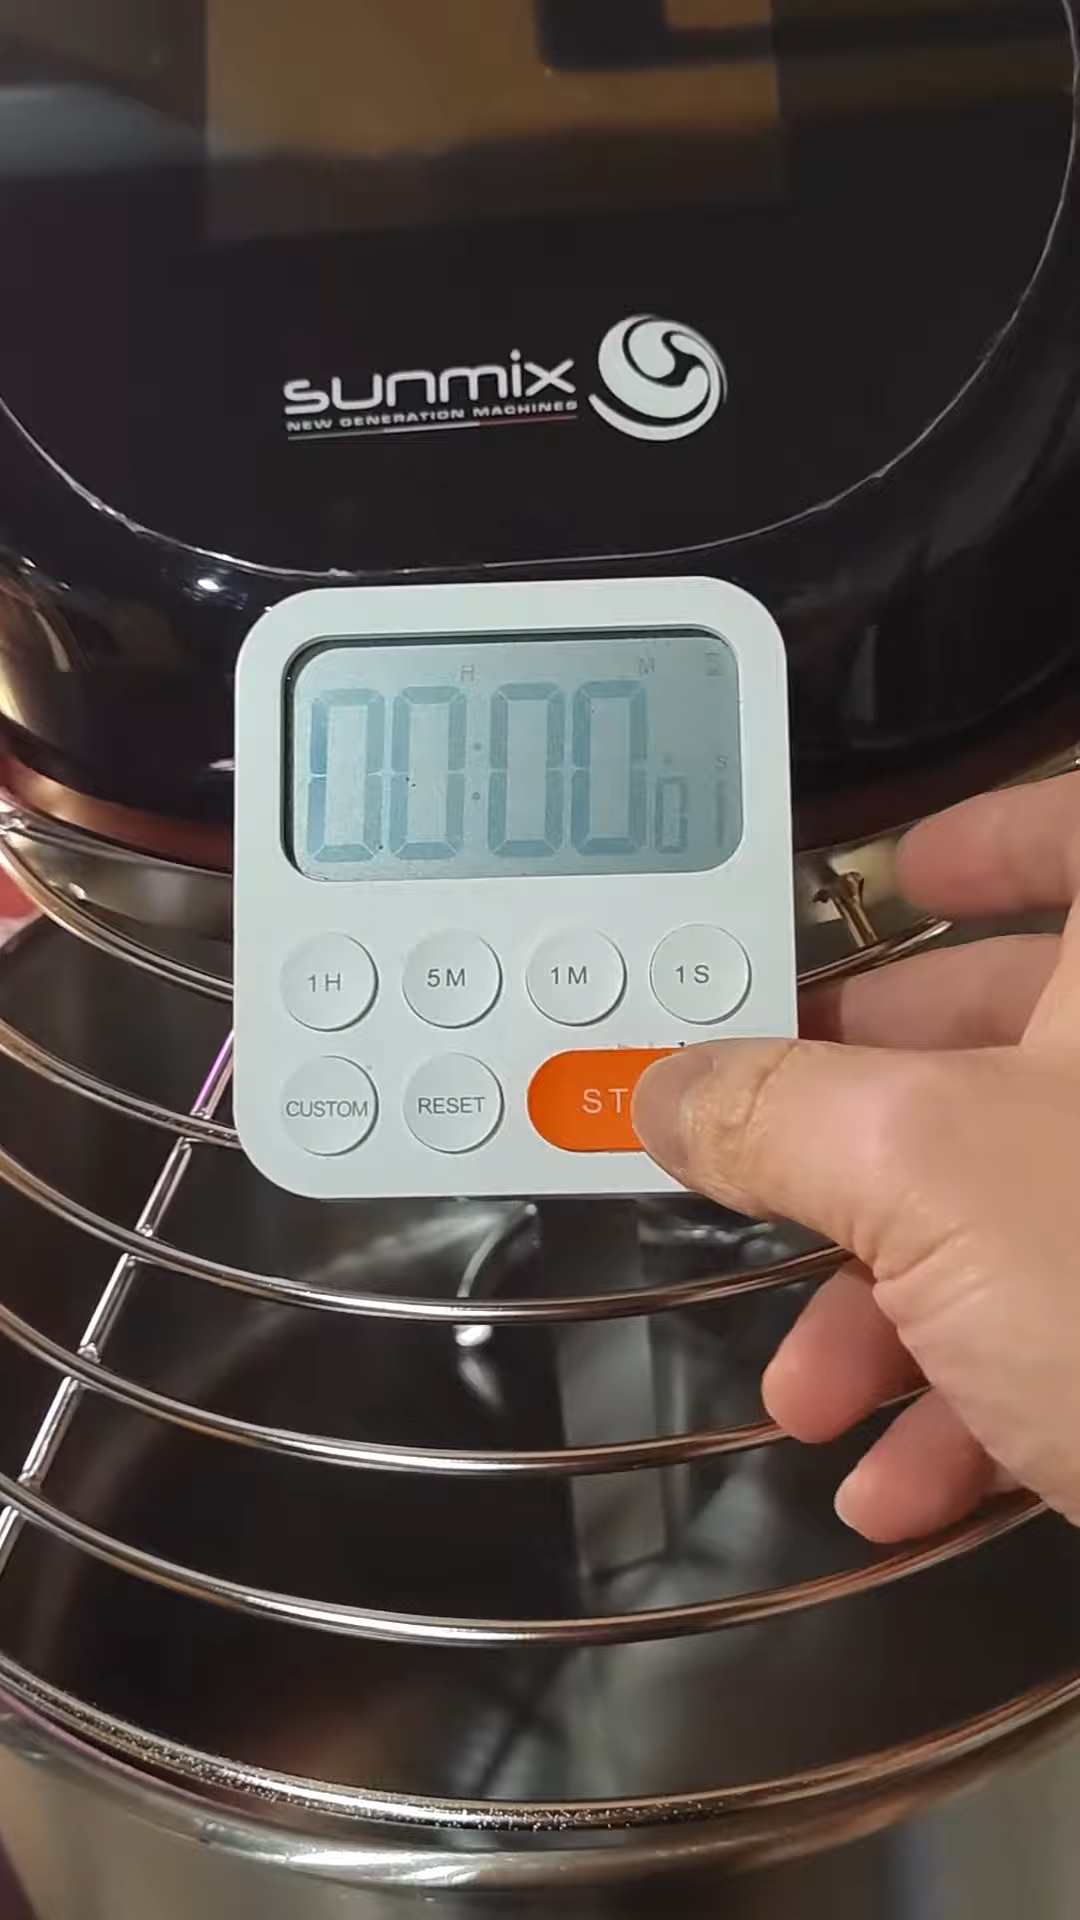 sunmix
NEW GENERATION MACHINES
H M S
00:00 01
S
1H 5M 1M 1S
CUSTOM RESET ST